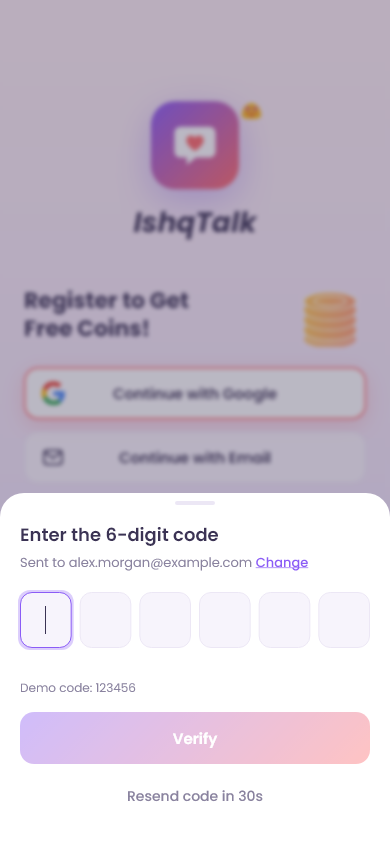 IshqTalk
Register to Get
Free Coins!
Continue with Google
Continue with Email
Enter the 6-digit code
Sent to alex.morgan@example.com Change
Demo code: 123456
Verify
Resend code in 30s